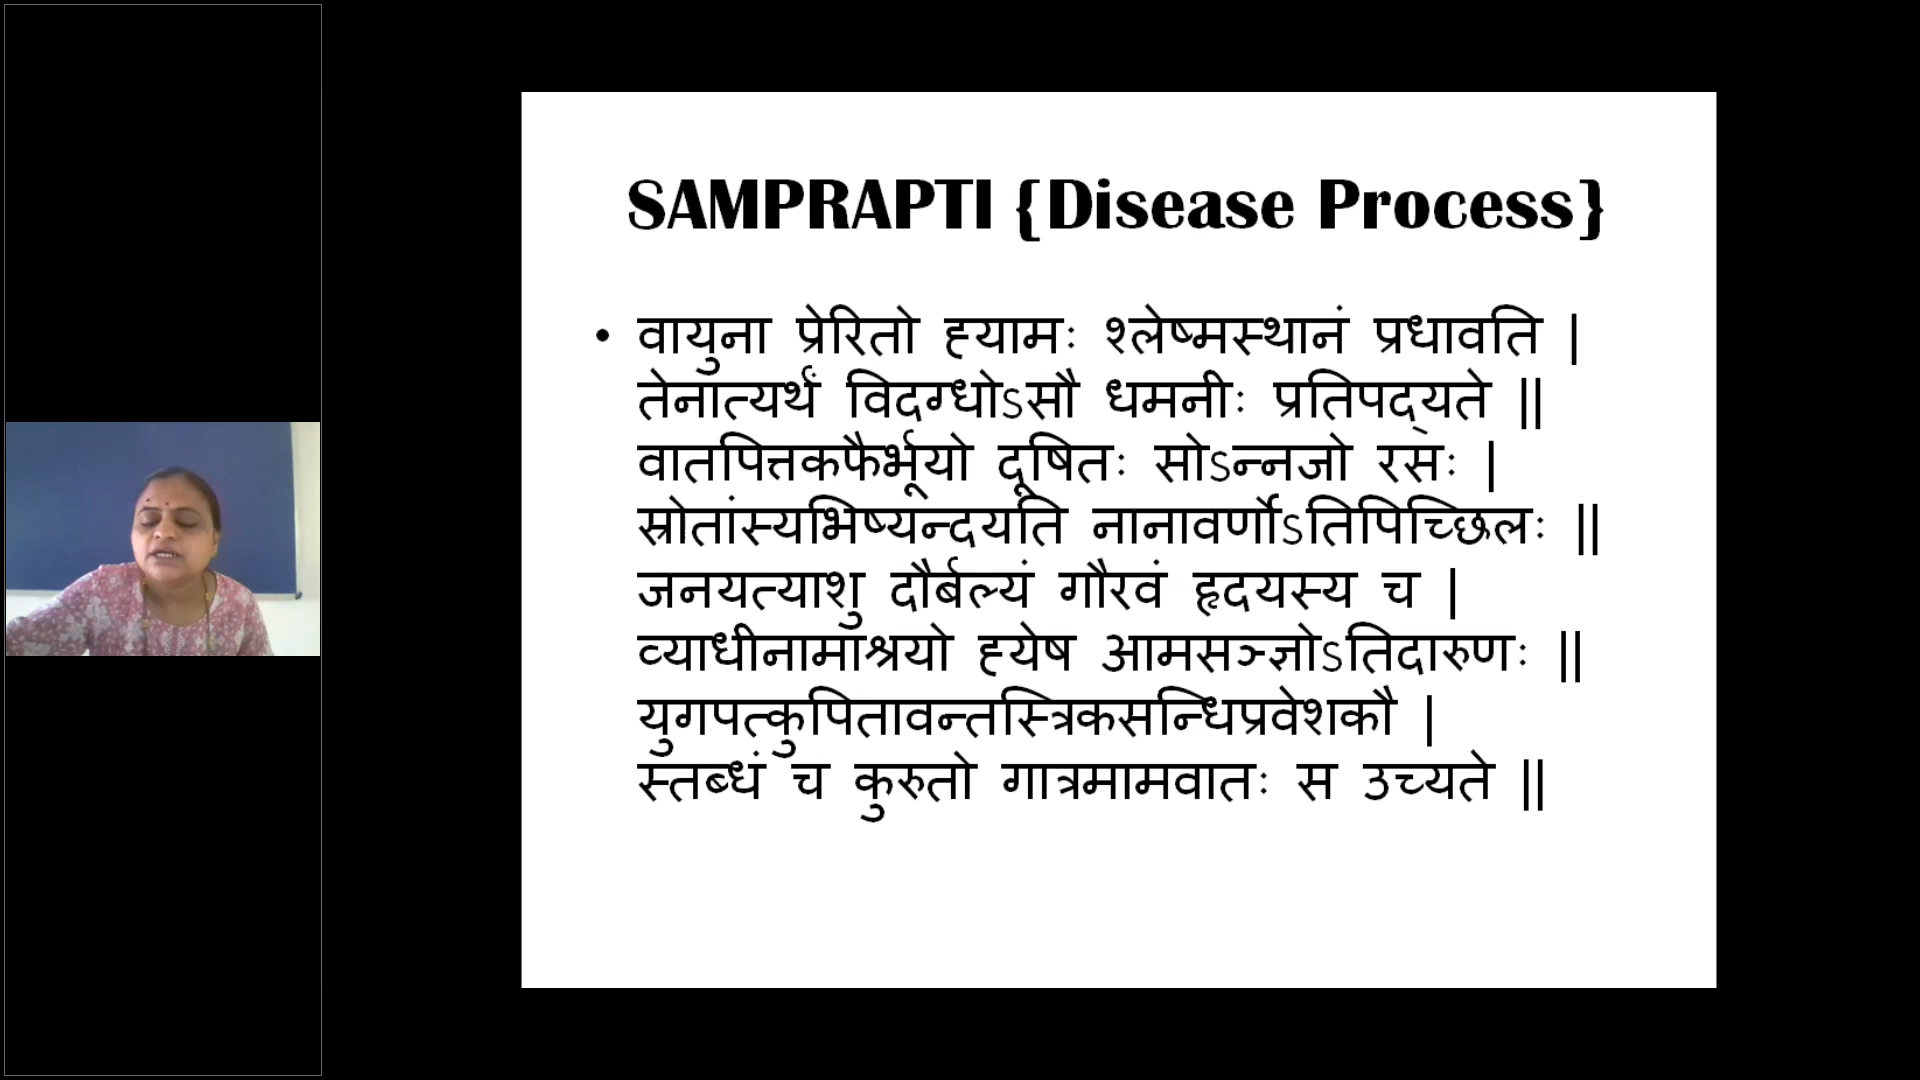 SAMPRAPTI {Disease Process}
• वायुना प्रेरितो ह्यामः श्लेष्मस्थानं प्रधावति |
तेनात्यर्थं विदग्धोऽसौ धमनीः प्रतिपद्यते ||
वातपित्तकफैर्भूयो दूषितः सोऽन्नजो रसः |
स्रोतांस्यभिष्यन्दयति नानावर्णोऽतिपिच्छिलः ||
जनयत्याशु दौर्बल्यं गौरवं हृदयस्य च |
व्याधीनामाश्रयो ह्येष आमसञ्ज्ञोऽतिदारुणः ||
युगपत्कुपितावन्तस्त्रिकसन्धिप्रवेशकौ |
स्तब्धं च कुरुतो गात्रमामवातः स उच्यते ||